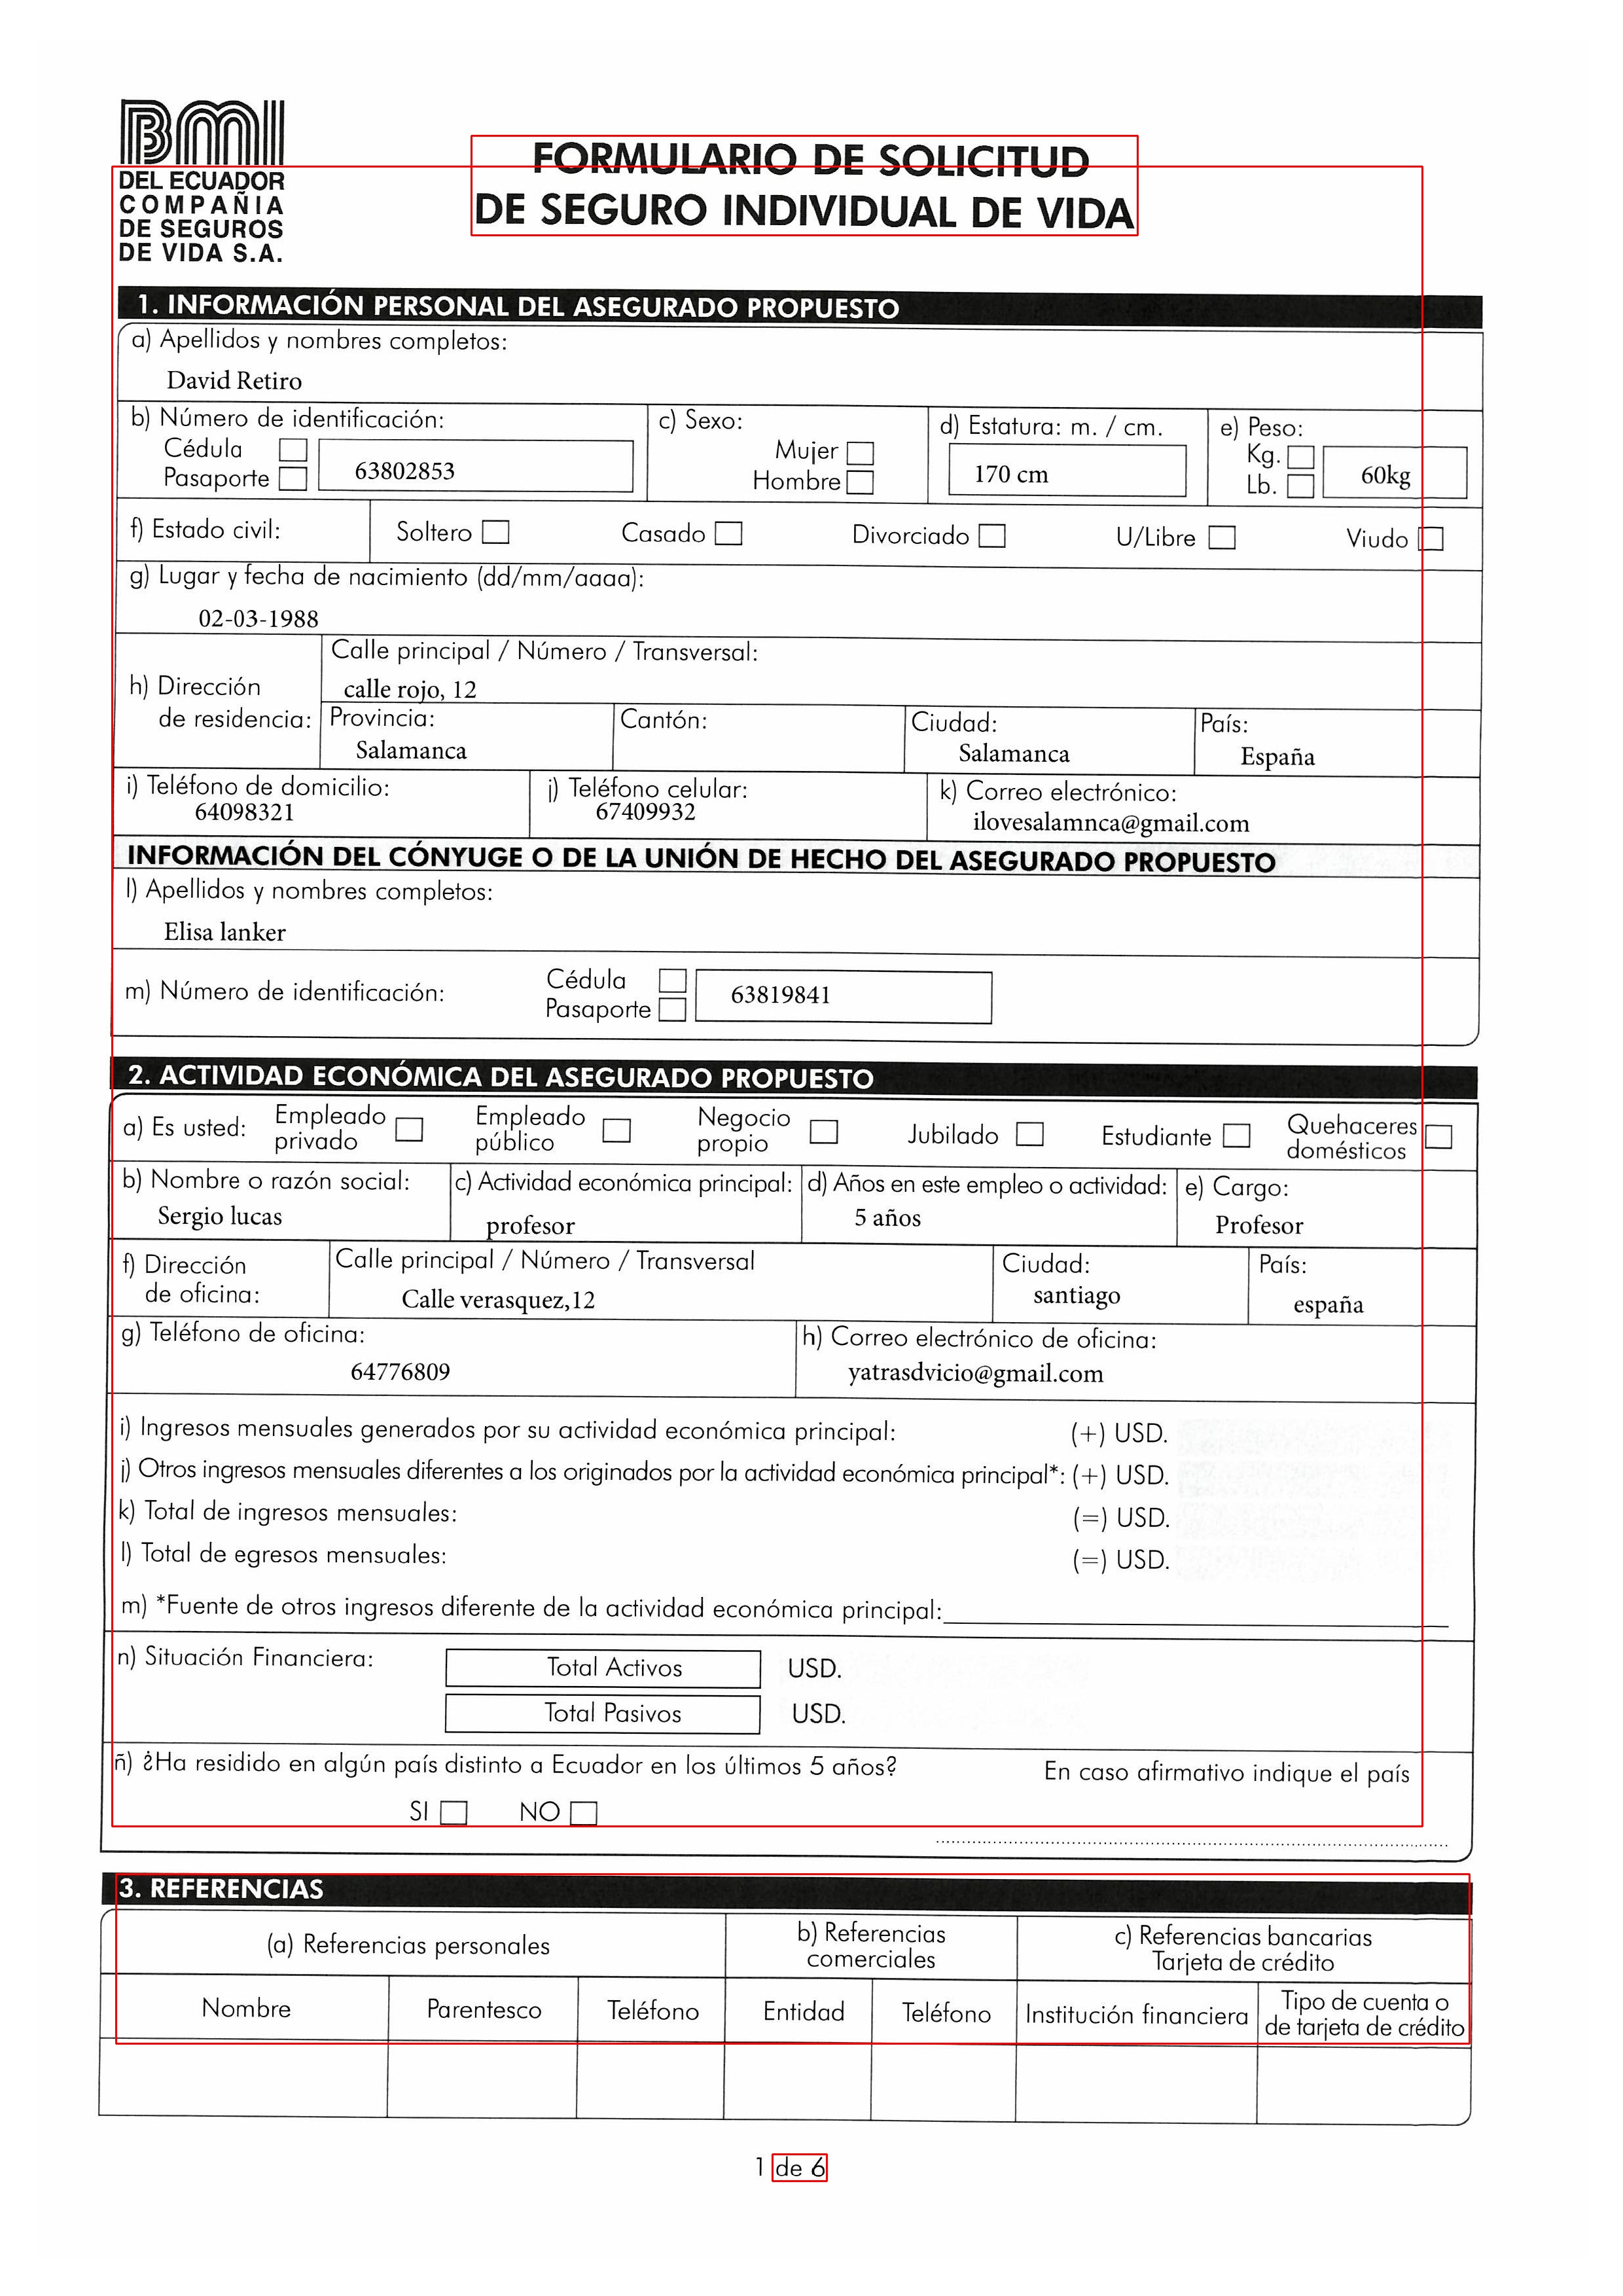 BMI
DEL ECUADOR
COMPAÑIA
DE SEGUROS
DE VIDA S.A.
FORMULARIO DE SOLICITUD
DE SEGURO INDIVIDUAL DE VIDA
1. INFORMACIÓN PERSONAL DEL ASEGURADO PROPUESTO
a) Apellidos y nombres completos:
David Retiro
b) Número de identificación:
Cédula
Pasaporte
63802853
c) Sexo:
Mujer
Hombre
d) Estatura: m. / cm.
170 cm
e) Peso:
Kg.
Lb.
60kg
f) Estado civil: Soltero Casado Divorciado U/Libre Viudo
g) Lugar y fecha de nacimiento (dd/mm/aaaa):
02-03-1988
h) Dirección
de residencia:
Calle principal / Número / Transversal:
calle rojo, 12
Provincia:
Salamanca
Cantón:
Ciudad:
Salamanca
País:
España
i) Teléfono de domicilio:
64098321
j) Teléfono celular:
67409932
k) Correo electrónico:
ilovesalamnca@gmail.com
INFORMACIÓN DEL CÓNYUGE O DE LA UNIÓN DE HECHO DEL ASEGURADO PROPUESTO
l) Apellidos y nombres completos:
Elisa lanker
m) Número de identificación:
Cédula
Pasaporte
63819841
2. ACTIVIDAD ECONÓMICA DEL ASEGURADO PROPUESTO
a) Es usted:
Empleado
privado
Empleado
público
Negocio
propio
Jubilado
Estudiante
Quehaceres
domésticos
b) Nombre o razón social:
Sergio lucas
c) Actividad económica principal:
profesor
d) Años en este empleo o actividad:
5 años
e) Cargo:
Profesor
f) Dirección
de oficina:
Calle principal / Número / Transversal
Calle verasquez,12
Ciudad:
santiago
País:
españa
g) Teléfono de oficina:
64776809
h) Correo electrónico de oficina:
yatrasdvicio@gmail.com
i) Ingresos mensuales generados por su actividad económica principal: (+) USD.
j) Otros ingresos mensuales diferentes a los originados por la actividad económica principal*: (+) USD.
k) Total de ingresos mensuales: (=) USD.
l) Total de egresos mensuales: (=) USD.
m) *Fuente de otros ingresos diferente de la actividad económica principal:
n) Situación Financiera:
Total Activos USD.
Total Pasivos USD.
ñ) ¿Ha residido en algún país distinto a Ecuador en los últimos 5 años? En caso afirmativo indique el país
SI NO
3. REFERENCIAS
(a) Referencias personales
b) Referencias
comerciales
c) Referencias bancarias
Tarjeta de crédito
Nombre
Parentesco
Teléfono
Entidad
Teléfono
Institución financiera
Tipo de cuenta o
de tarjeta de crédito
1 de 6